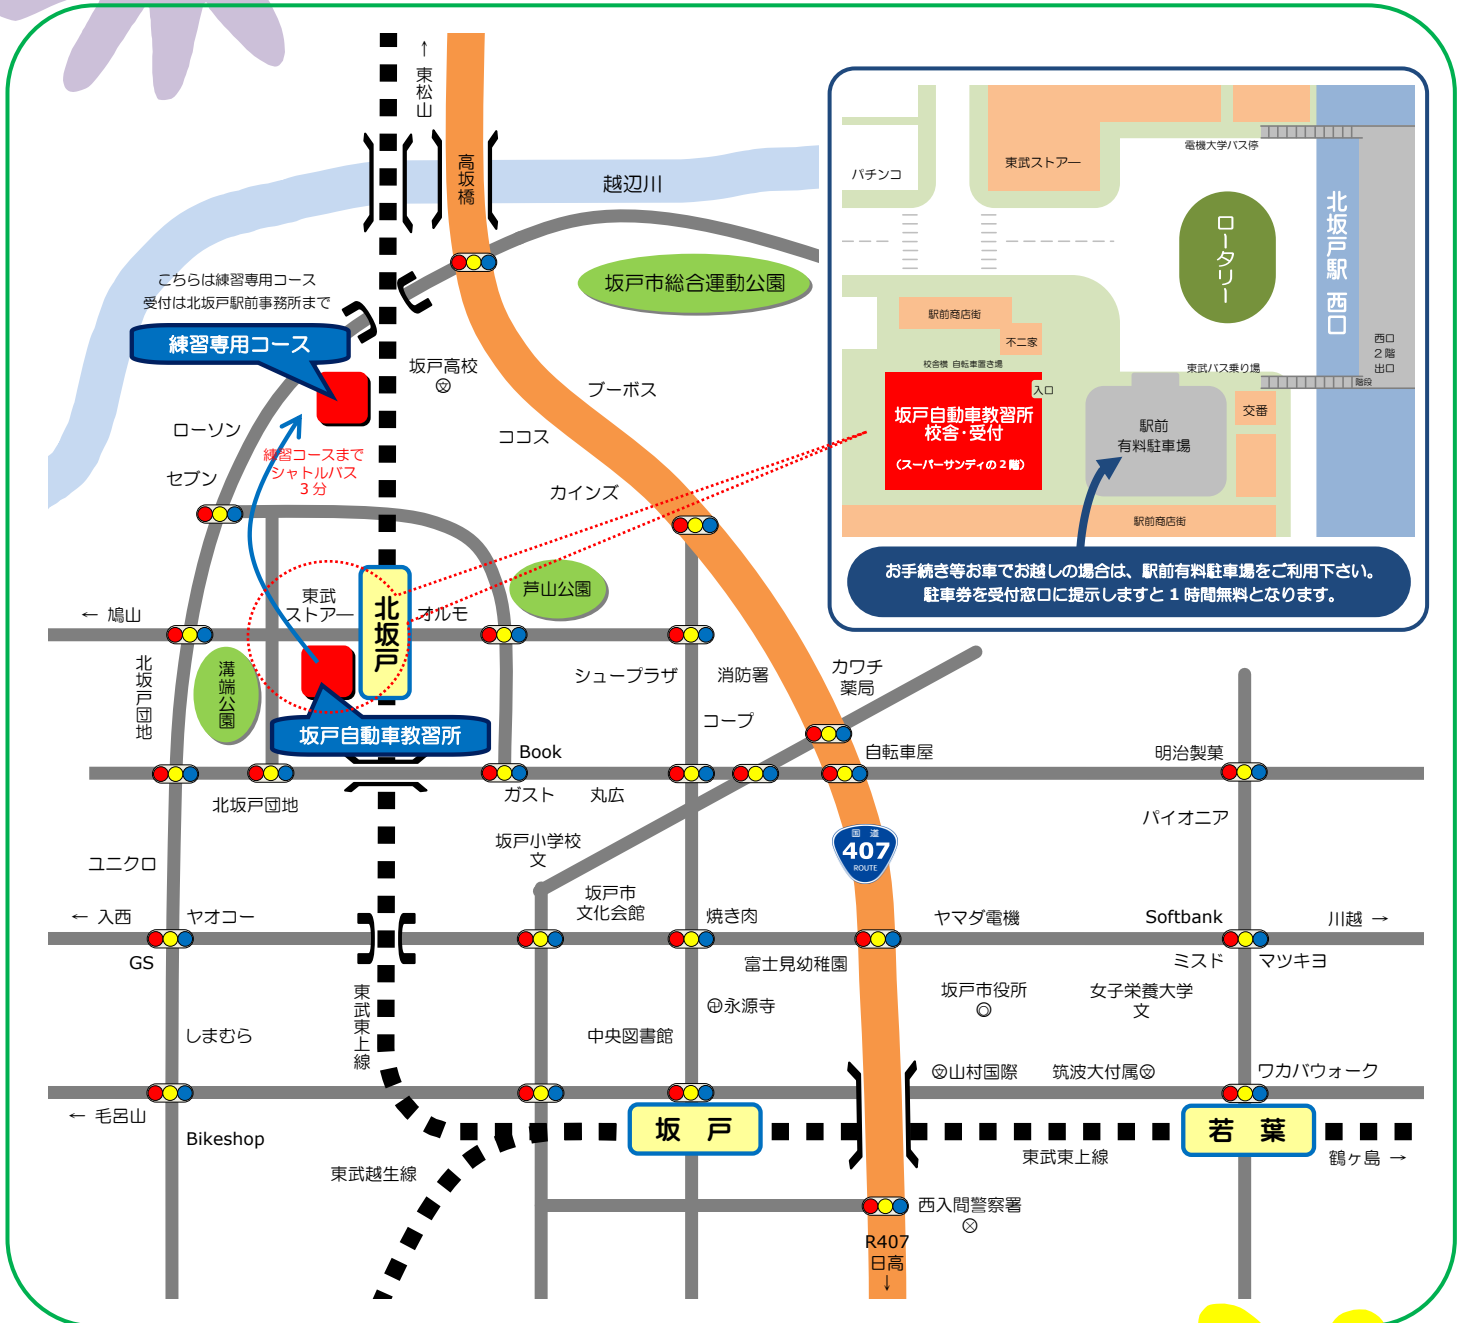 ↑
東松山
高坂橋
越辺川
こちらは練習専用コース
受付は北坂戸駅前事務所まで
練習専用コース
坂戸市総合運動公園
坂戸高校
ブーボス
ココス
カインズ
ローソン
セブン
練習コースまで
シャトルバス
3分
東武
ストアー
北坂戸
オルモ
芦山公園
← 鳩山
北坂戸団地
溝端公園
坂戸自動車教習所
シュープラザ
消防署
カワチ
薬局
コープ
自転車屋
Book
ガスト
丸広
北坂戸団地
明治製菓
パイオニア
国道
407
ROUTE
坂戸小学校
文
ユニクロ
坂戸市
文化会館
← 入西
ヤオコー
焼き肉
ヤマダ電機
Softbank
川越 →
GS
富士見幼稚園
ミスド
マツキヨ
東武東上線
坂戸市役所
◎
女子栄養大学
文
卍永源寺
しまむら
中央図書館
文山村国際
筑波大付属文
ワカバウォーク
← 毛呂山
坂 戸
若 葉
Bikeshop
東武越生線
東武東上線
鶴ヶ島 →
西入間警察署
R407
日高
↓
電機大学バス停
東武ストアー
パチンコ
ロータリー
北坂戸駅 西口
駅前商店街
不二家
西口
2階
出口
校舎横 自転車置き場
東武バス乗り場
階段
入口
坂戸自動車教習所
校舎・受付
(スーパーサンディの2階)
駅前
有料駐車場
交番
駅前商店街
お手続き等お車でお越しの場合は、駅前有料駐車場をご利用下さい。
駐車券を受付窓口に提示しますと1時間無料となります。